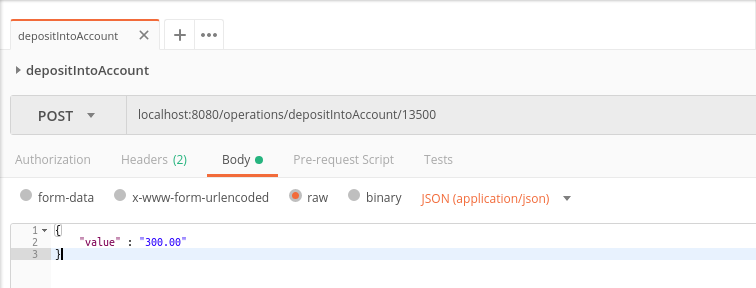 depositIntoAccount
depositIntoAccount
POST localhost:8080/operations/depositIntoAccount/13500
Authorization Headers (2) Body Pre-request Script Tests
form-data x-www-form-urlencoded raw binary JSON (application/json)
1 {
2 "value" : "300.00"
3 }